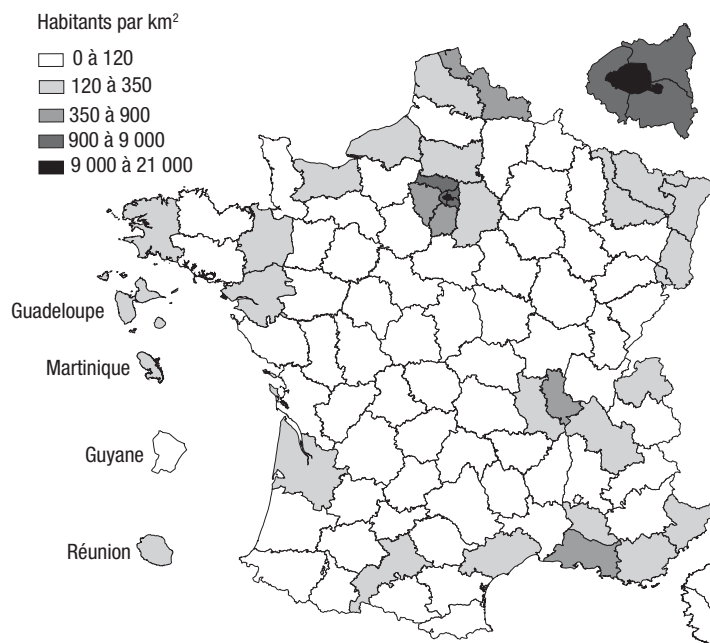 Habitants par km²
0 à 120
120 à 350
350 à 900
900 à 9 000
9 000 à 21 000
Guadeloupe
Martinique
Guyane
Réunion